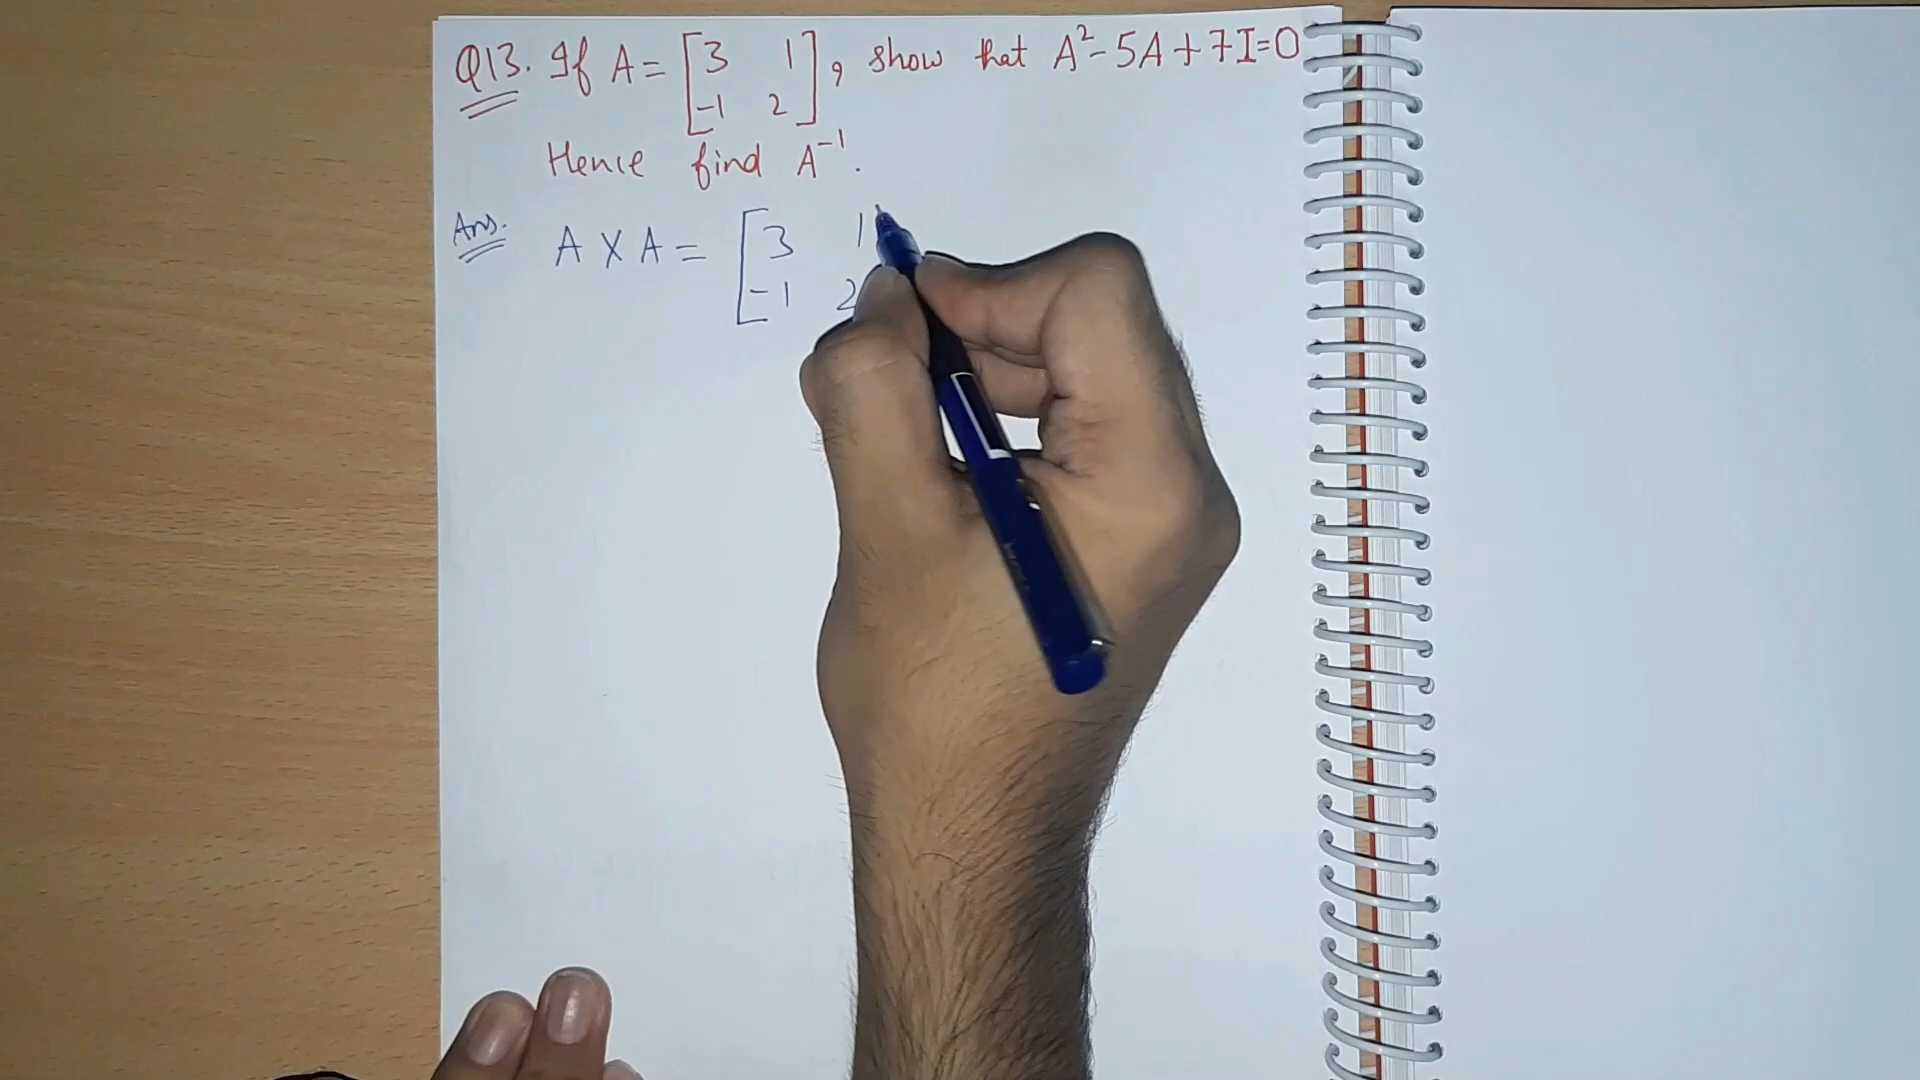 Q13. If A = [3 1], show that A²-5A+7I=0
-1 2
Hence find A⁻¹.
Ans. A X A = [3 1
-1 2